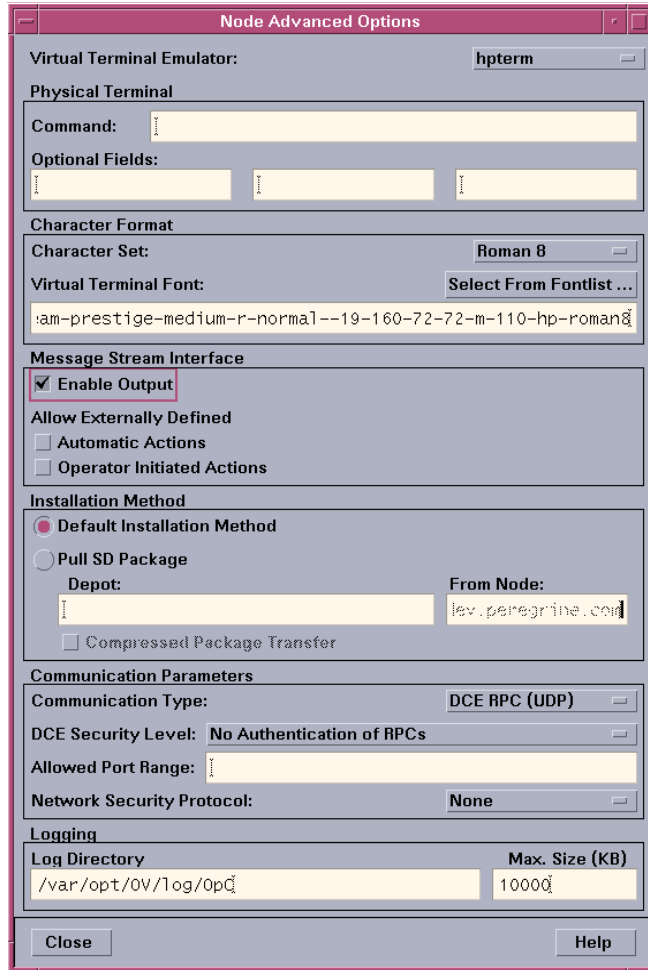 Node Advanced Options
Virtual Terminal Emulator: hpterm
Physical Terminal
Command:
Optional Fields:
Character Format
Character Set: Roman 8
Virtual Terminal Font: Select From Fontlist ...
am-prestige-medium-r-normal--19-160-72-72-m-110-hp-roman8
Message Stream Interface
Enable Output
Allow Externally Defined
Automatic Actions
Operator Initiated Actions
Installation Method
Default Installation Method
Pull SD Package
Depot: From Node:
lev.peregrine.com
Compressed Package Transfer
Communication Parameters
Communication Type: DCE RPC (UDP)
DCE Security Level: No Authentication of RPCs
Allowed Port Range:
Network Security Protocol: None
Logging
Log Directory Max. Size (KB)
/var/opt/OV/log/OpC 10000
Close Help